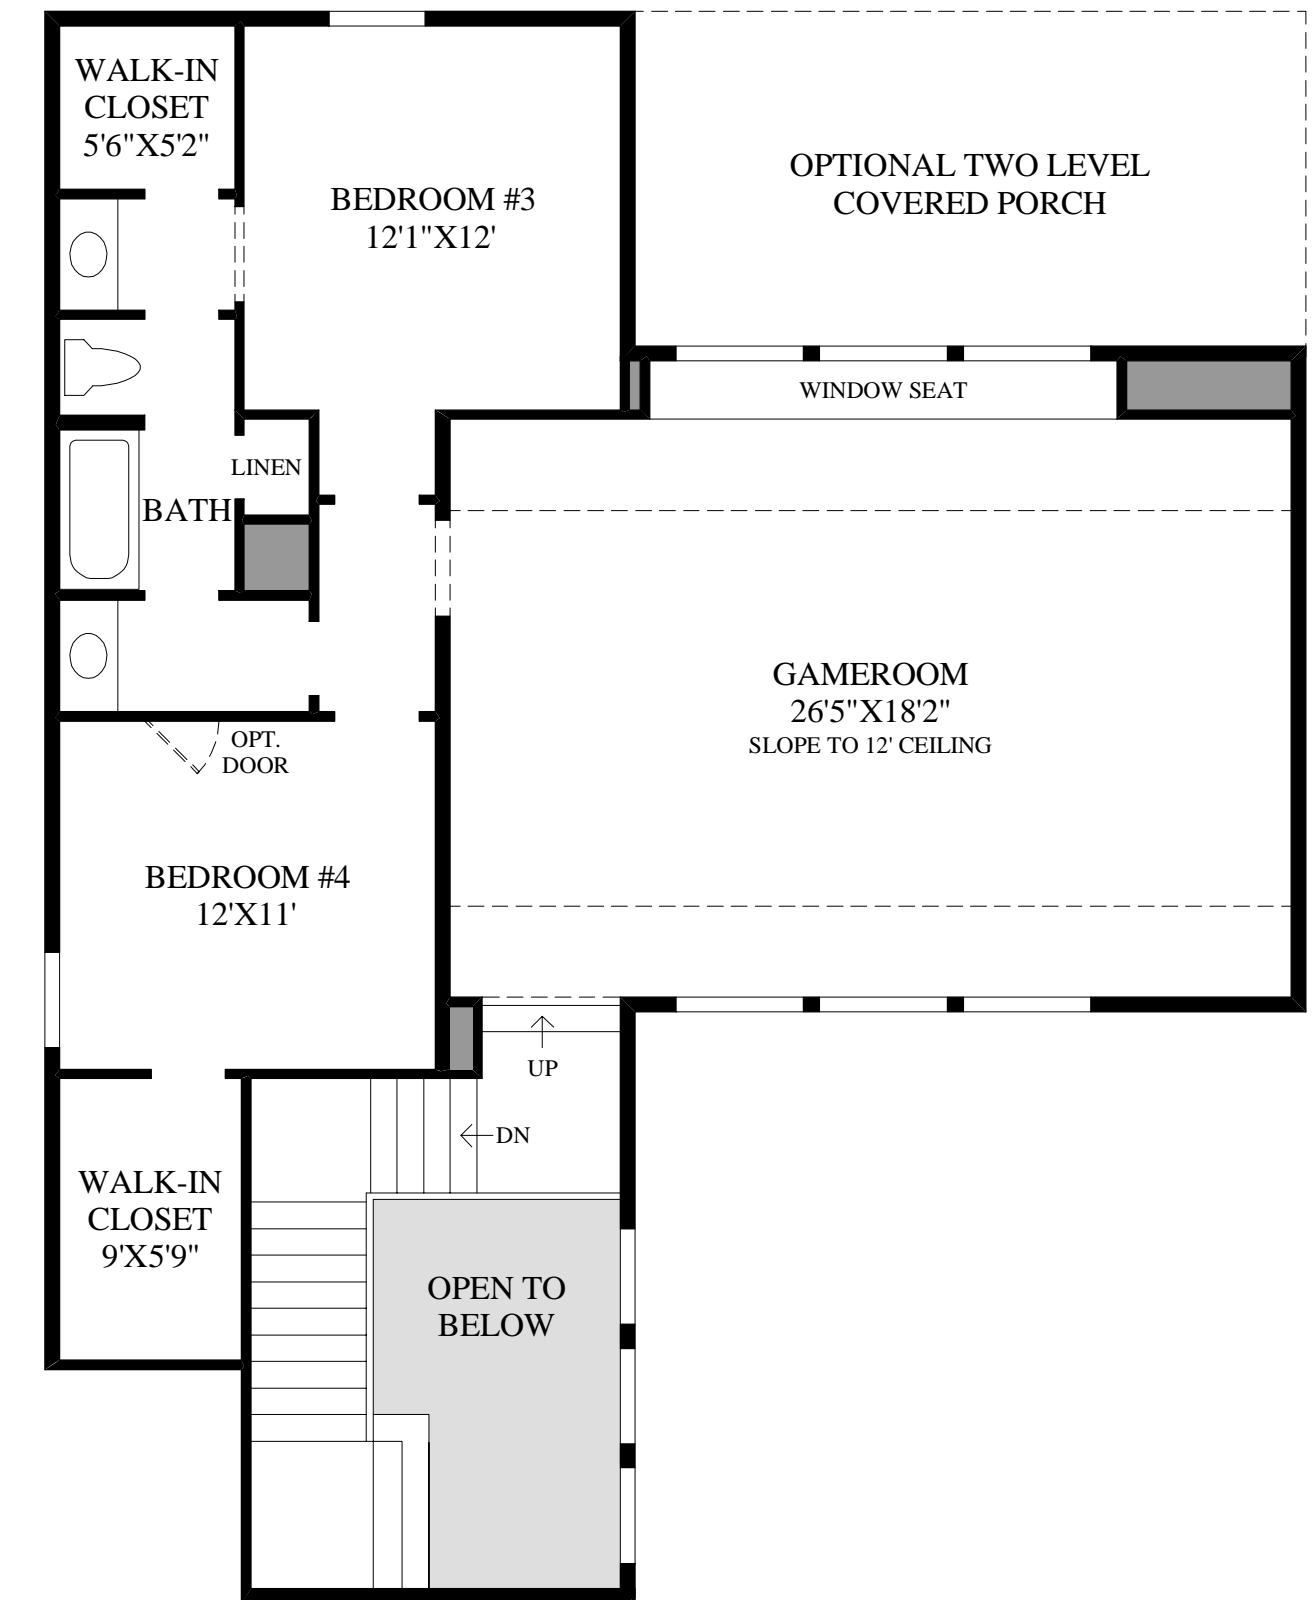 WALK-IN
CLOSET
5'6"X5'2"
BEDROOM #3
12'1"X12'
OPTIONAL TWO LEVEL
COVERED PORCH
WINDOW SEAT
LINEN
BATH
GAMEROOM
26'5"X18'2"
SLOPE TO 12' CEILING
OPT.
DOOR
BEDROOM #4
12'X11'
UP
DN
WALK-IN
CLOSET
9'X5'9"
OPEN TO
BELOW